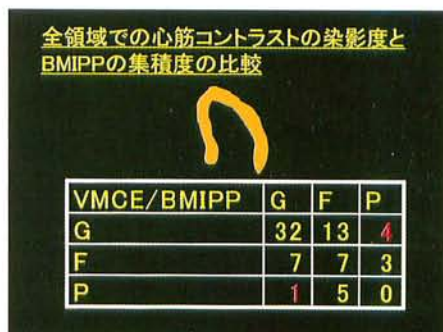 全領域での心筋コントラストの染影度と
BMIPPの集積度の比較
VMCE/BMIPP G F P
G 32 13 4
F 7 7 3
P 1 5 0